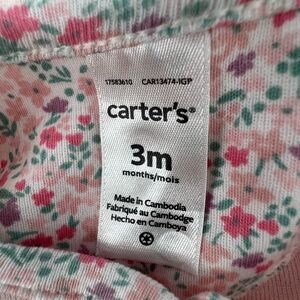 17583610 CAR13474-IGP
carter's®
3m
months/mois
Made in Cambodia
Fabriqué au Cambodge
Hecho en Camboya